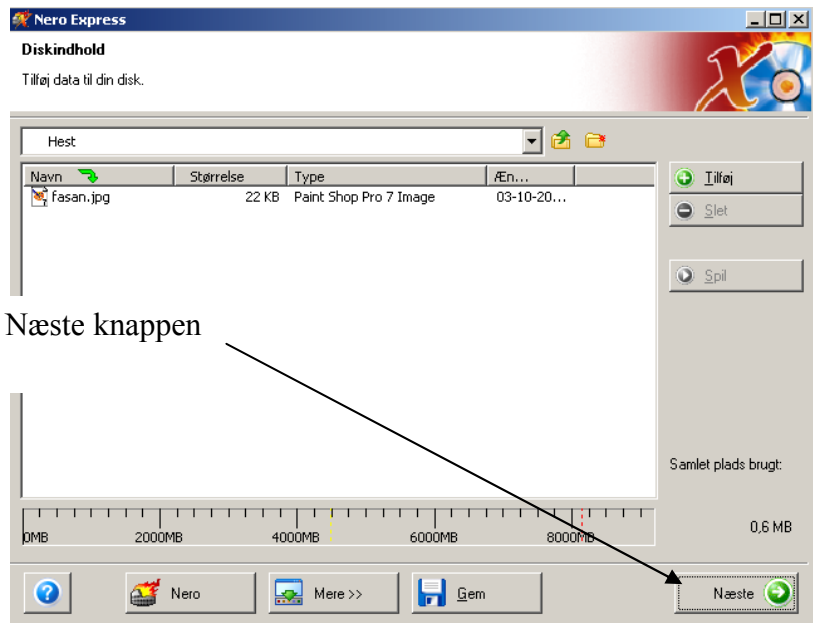 Nero Express
Diskindhold
Tilføj data til din disk.
Hest
Navn Størrelse Type Æn...
fasan.jpg 22 KB Paint Shop Pro 7 Image 03-10-20...
Tilføj
Slet
Spil
Næste knappen
Samlet plads brugt:
0MB 2000MB 4000MB 6000MB 8000MB
0,6 MB
Nero Mere >> Gem Næste